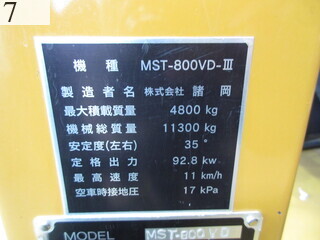 7
機種 MST-800VD-Ⅲ
製造者名 株式会社 諸岡
最大積載質量 4800 kg
機械総質量 11300 kg
安定度(左右) 35°
定格出力 92.8 kw
最高速度 11 km/h
空車時接地圧 17 kPa
MODEL MST-800VD